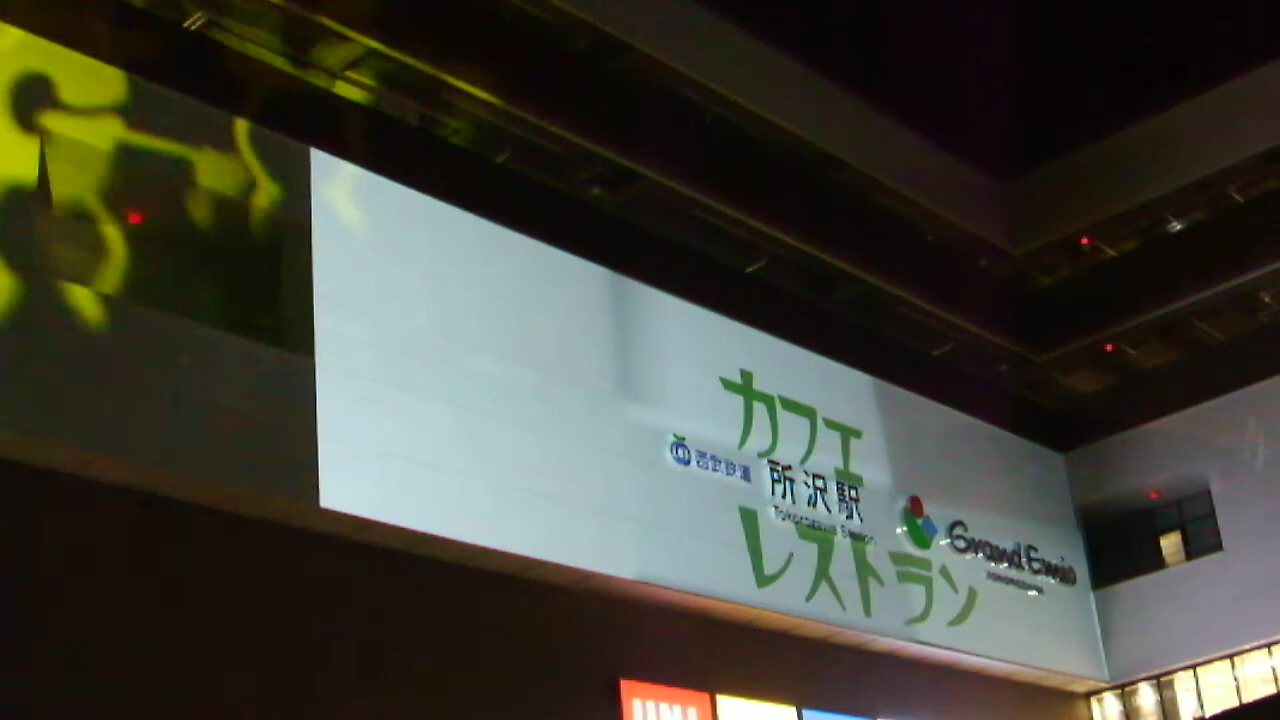 カフェ
西武鉄道
所沢駅
Tokorozawa Station
レストラン
Grand Emio